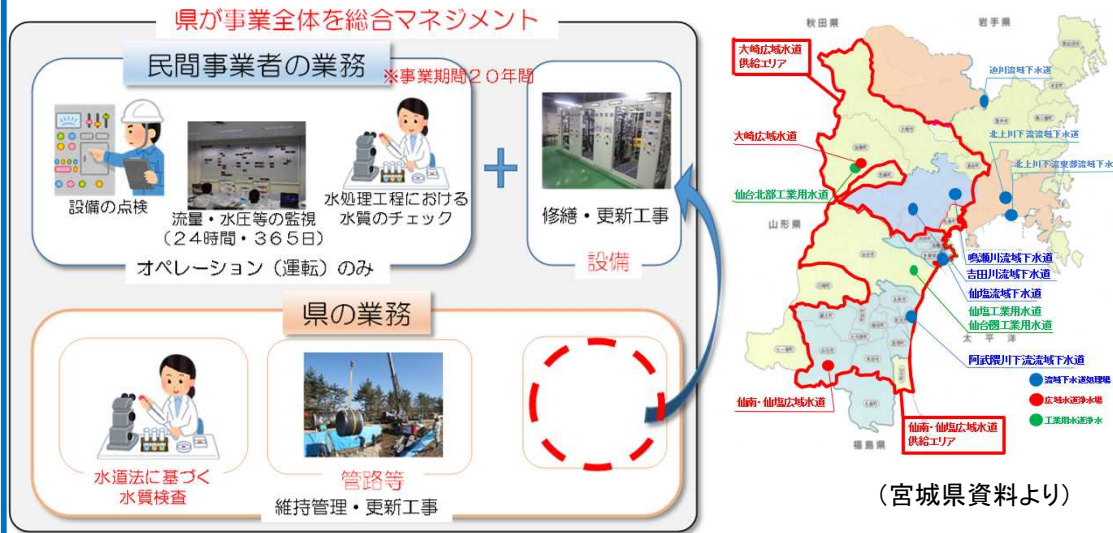 県が事業全体を総合マネジメント
民間事業者の業務
※事業期間20年間
設備の点検
流量・水圧等の監視
(24時間・365日)
水処理工程における
水質のチェック
オペレーション(運転)のみ
修繕・更新工事
設備
県の業務
水道法に基づく
水質検査
管路等
維持管理・更新工事
秋田県
岩手県
大崎広域水道
供給エリア
迫川流域下水道
大崎広域水道
北上川下流流域下水道
北上川下流東部流域下水
仙台北部工業用水道
山形県
鳴瀬川流域下水道
吉田川流域下水道
仙塩流域下水道
仙塩工業用水道
仙台圏工業用水道
太平洋
阿武隈川下流流域下水道
流域下水道処理場
広域水道浄水場
工業用水道浄水
仙南・仙塩広域水道
仙南・仙塩広域水道
供給エリア
福島県
(宮城県資料より)